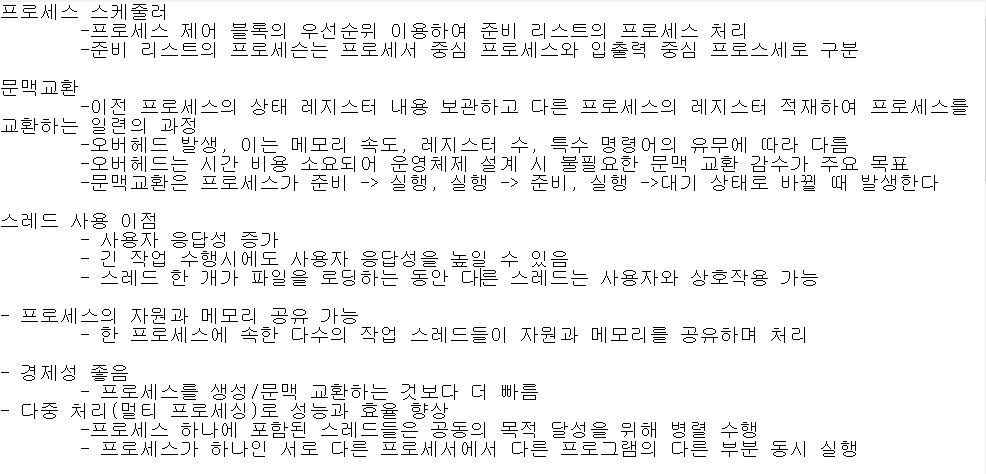 프로세스 스케줄러
-프로세스 제어 블록의 우선순위 이용하여 준비 리스트의 프로세스 처리
-준비 리스트의 프로세슨는 프로세서 중심 프로세스와 입출력 중심 프로스세로 구분
문맥교환
-이전 프로세스의 상태 레지스터 내용 보관하고 다른 프로세스의 레지스터 적재하여 프로세스를
교환하는 일련의 과정
-오버헤드 발생, 이는 메모리 속도, 레지스터 수, 특수 명령어의 유무에 따라 다름
-오버헤드는 시간 비용 소요되어 운영체제 설계 시 불필요한 문맥 교환 감수가 주요 목표
-문맥교환은 프로세스가 준비 -> 실행, 실행 -> 준비, 실행 ->대기 상태로 바뀔 때 발생한다
스레드 사용 이점
- 사용자 응답성 증가
- 긴 작업 수행시에도 사용자 응답성을 높일 수 있음
- 스레드 한 개가 파일을 로딩하는 동안 다른 스레드는 사용자와 상호작용 가능
- 프로세스의 자원과 메모리 공유 가능
- 한 프로세스에 속한 다수의 작업 스레드들이 자원과 메모리를 공유하며 처리
- 경제성 좋음
- 프로세스를 생성/문맥 교환하는 것보다 더 빠름
- 다중 처리(멀티 프로세싱)로 성능과 효율 향상
-프로세스 하나에 포함된 스레드들은 공동의 목적 달성을 위해 병렬 수행
- 프로세스가 하나인 서로 다른 프로세서에서 다른 프로그램의 다른 부분 동시 실행